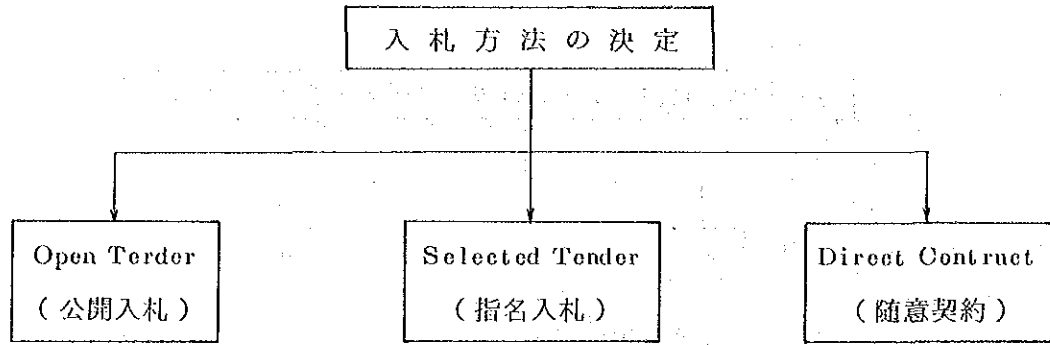 入札方法の決定
Open Terder
(公開入札)
Selected Tender
(指名入札)
Direct Contruct
(随意契約)